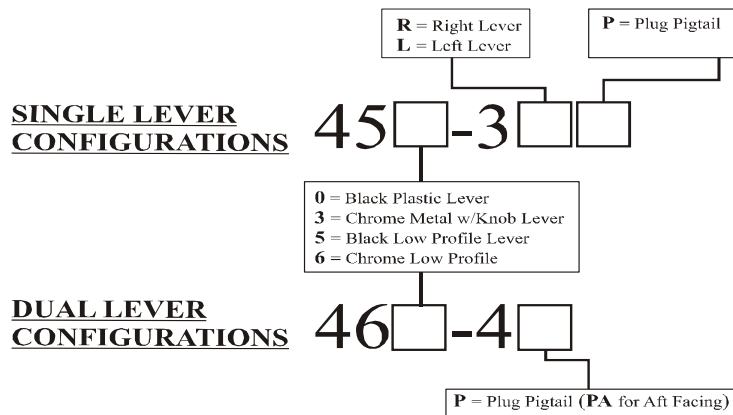 R = Right Lever
L = Left Lever
P = Plug Pigtail
SINGLE LEVER
CONFIGURATIONS
45 -3
0 = Black Plastic Lever
3 = Chrome Metal w/Knob Lever
5 = Black Low Profile Lever
6 = Chrome Low Profile
DUAL LEVER
CONFIGURATIONS
46 -4
P = Plug Pigtail (PA for Aft Facing)